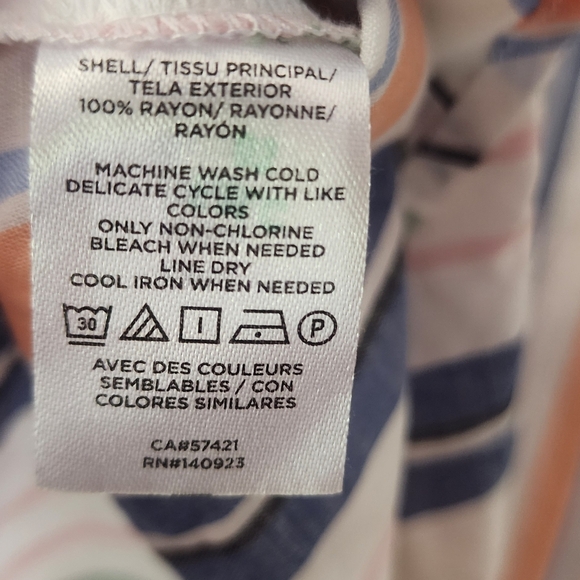 SHELL/ TISSU PRINCIPAL/
TELA EXTERIOR
100% RAYON/ RAYONNE/
RAYÓN
MACHINE WASH COLD
DELICATE CYCLE WITH LIKE
COLORS
ONLY NON-CHLORINE
BLEACH WHEN NEEDED
LINE DRY
COOL IRON WHEN NEEDED
30 P
AVEC DES COULEURS
SEMBLABLES / CON
COLORES SIMILARES
CA#57421
RN#140923